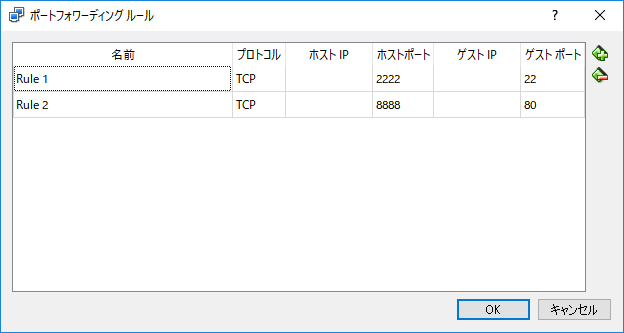 ポートフォワーディング ルール
名前 プロトコル ホスト IP ホストポート ゲスト IP ゲスト ポート
Rule 1 TCP 2222 22
Rule 2 TCP 8888 80
OK キャンセル